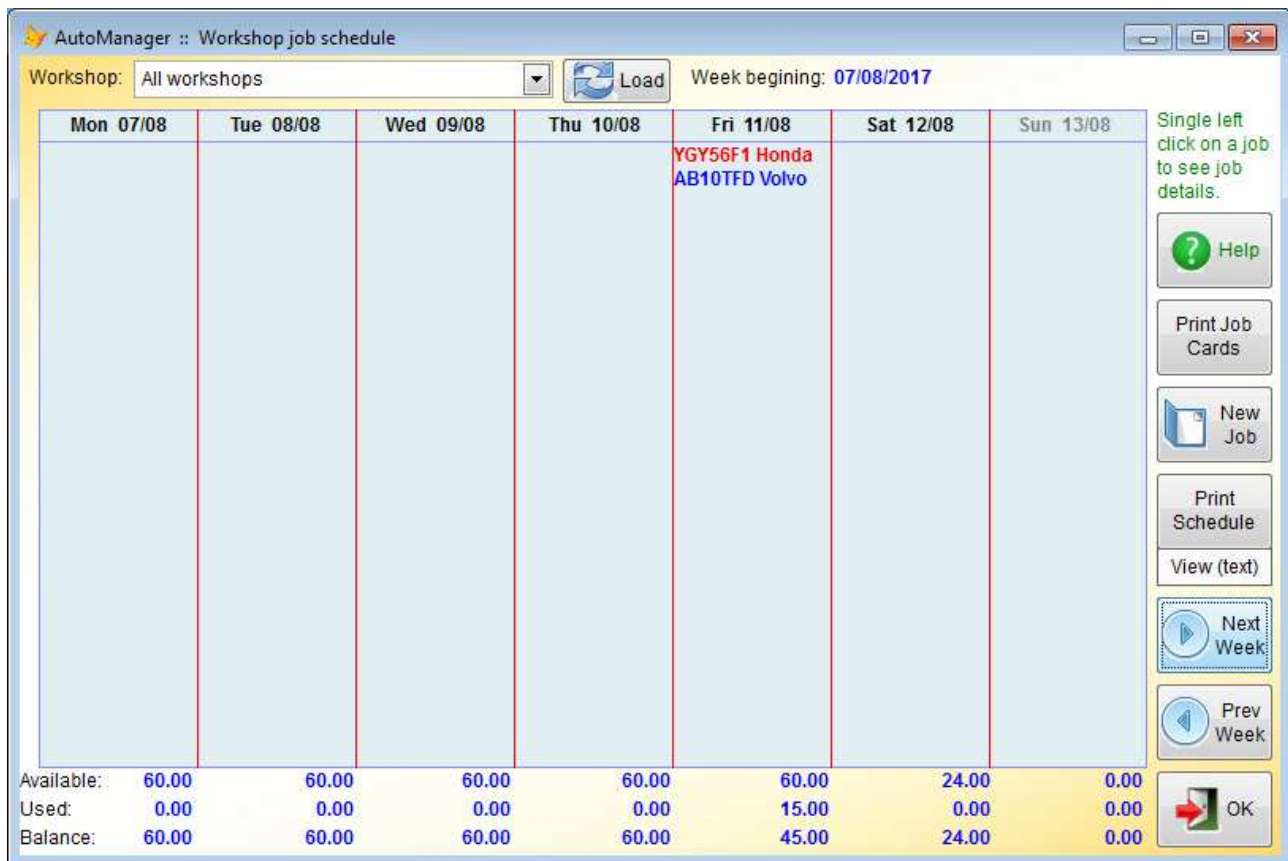 AutoManager :: Workshop job schedule
Workshop: All workshops Load Week begining: 07/08/2017
Mon 07/08 Tue 08/08 Wed 09/08 Thu 10/08 Fri 11/08 Sat 12/08 Sun 13/08
YGY56F1 Honda
AB10TFD Volvo
Single left
click on a job
to see job
details.
Help
Print Job
Cards
New
Job
Print
Schedule
View (text)
Next
Week
Prev
Week
OK
Available: 60.00 60.00 60.00 60.00 60.00 24.00 0.00
Used: 0.00 0.00 0.00 0.00 15.00 0.00 0.00
Balance: 60.00 60.00 60.00 60.00 45.00 24.00 0.00